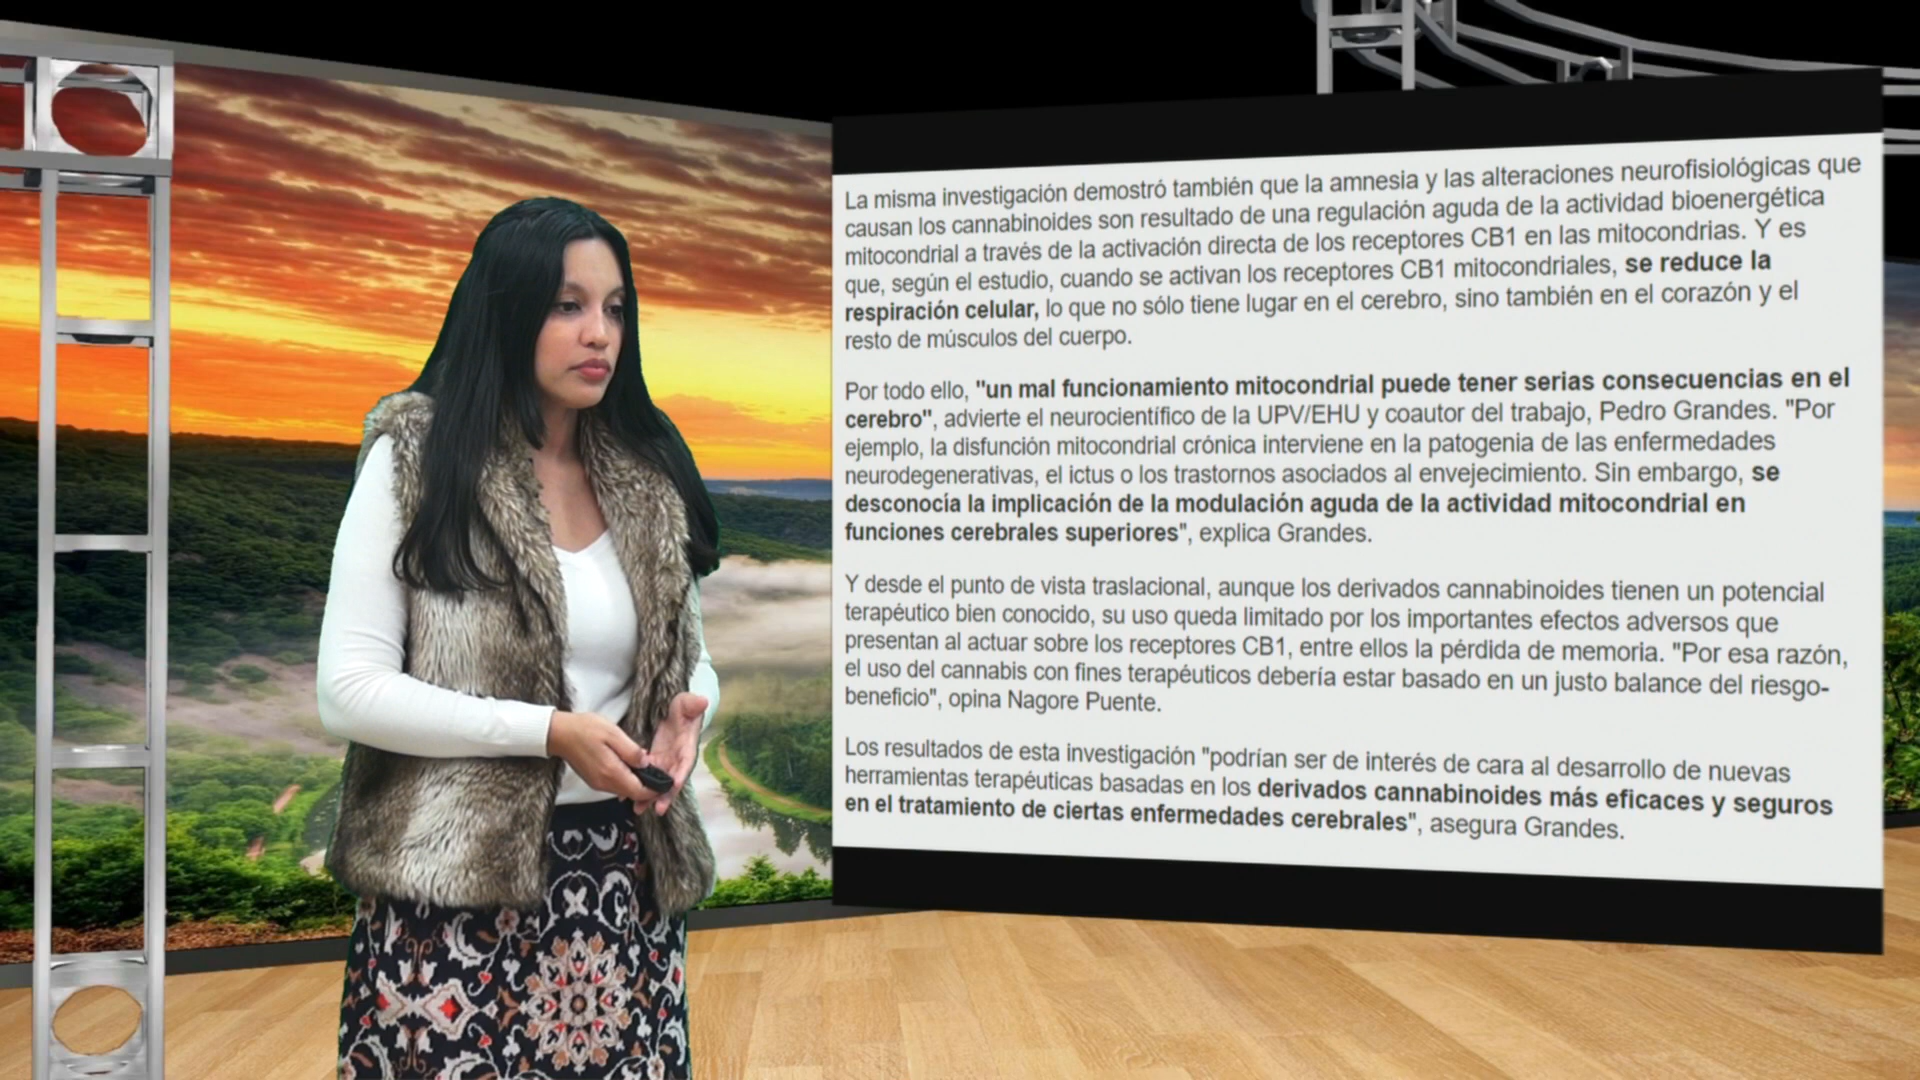 La misma investigación demostró también que la amnesia y las alteraciones neurofisiológicas que
causan los cannabinoides son resultado de una regulación aguda de la actividad bioenergética
mitocondrial a través de la activación directa de los receptores CB1 en las mitocondrias. Y es
que, según el estudio, cuando se activan los receptores CB1 mitocondriales, se reduce la
respiración celular, lo que no sólo tiene lugar en el cerebro, sino también en el corazón y el
resto de músculos del cuerpo.
Por todo ello, "un mal funcionamiento mitocondrial puede tener serias consecuencias en el
cerebro", advierte el neurocientífico de la UPV/EHU y coautor del trabajo, Pedro Grandes. "Por
ejemplo, la disfunción mitocondrial crónica interviene en la patogenia de las enfermedades
neurodegenerativas, el ictus o los trastornos asociados al envejecimiento. Sin embargo, se
desconocía la implicación de la modulación aguda de la actividad mitocondrial en
funciones cerebrales superiores", explica Grandes.
Y desde el punto de vista traslacional, aunque los derivados cannabinoides tienen un potencial
terapéutico bien conocido, su uso queda limitado por los importantes efectos adversos que
presentan al actuar sobre los receptores CB1, entre ellos la pérdida de memoria. "Por esa razón,
el uso del cannabis con fines terapéuticos debería estar basado en un justo balance del riesgo-
beneficio", opina Nagore Puente.
Los resultados de esta investigación "podrían ser de interés de cara al desarrollo de nuevas
herramientas terapéuticas basadas en los derivados cannabinoides más eficaces y seguros
en el tratamiento de ciertas enfermedades cerebrales", asegura Grandes.